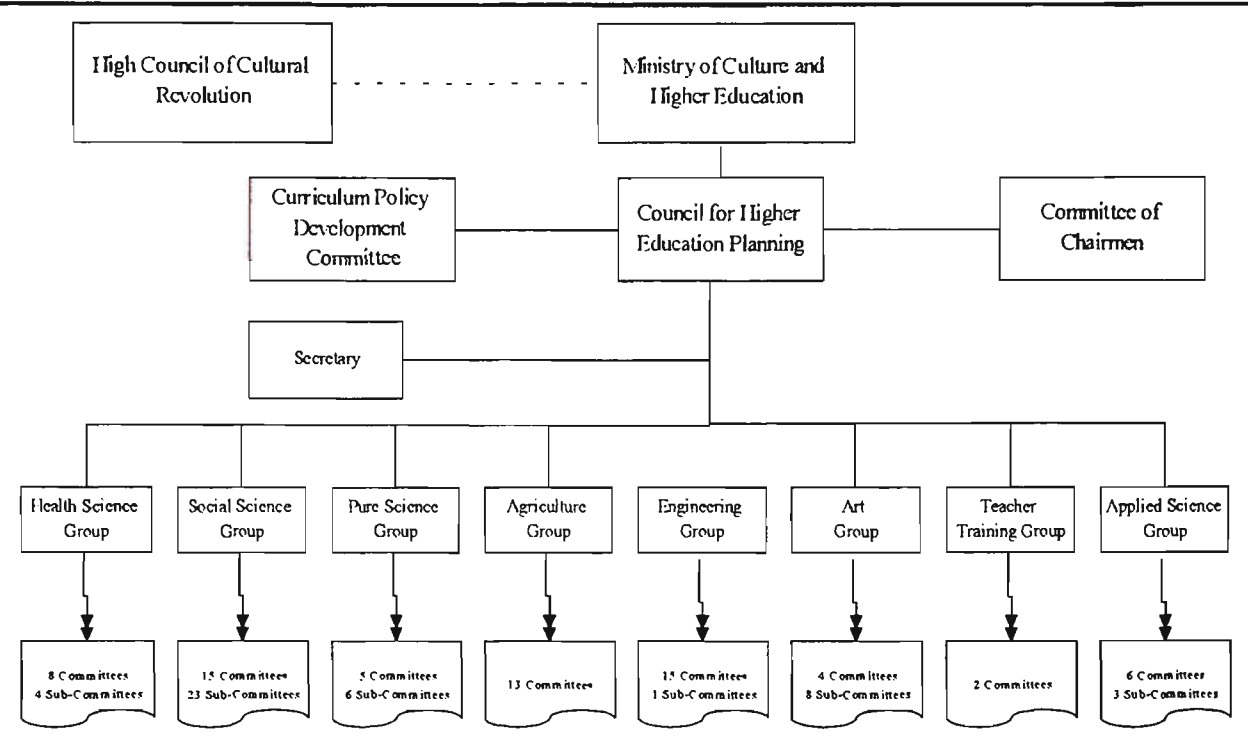 High Council of Cultural
Revolution
Ministry of Culture and
Higher Education
Curriculum Policy
Development
Committee
Council for Higher
Education Planning
Committee of
Chairmen
Secretary
Health Science
Group
Social Science
Group
Pure Science
Group
Agriculture
Group
Engineering
Group
Art
Group
Teacher
Training Group
Applied Science
Group
8 Committees
4 Sub-Committees
15 Committees
23 Sub-Committees
5 Committees
6 Sub-Committees
13 Committees
15 Committees
1 Sub-Committees
4 Committees
8 Sub-Committees
2 Committees
6 Committees
3 Sub-Committees